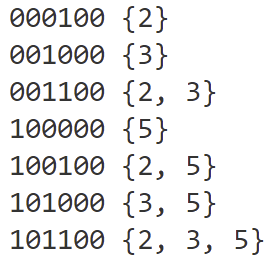 000100 {2}
001000 {3}
001100 {2, 3}
100000 {5}
100100 {2, 5}
101000 {3, 5}
101100 {2, 3, 5}